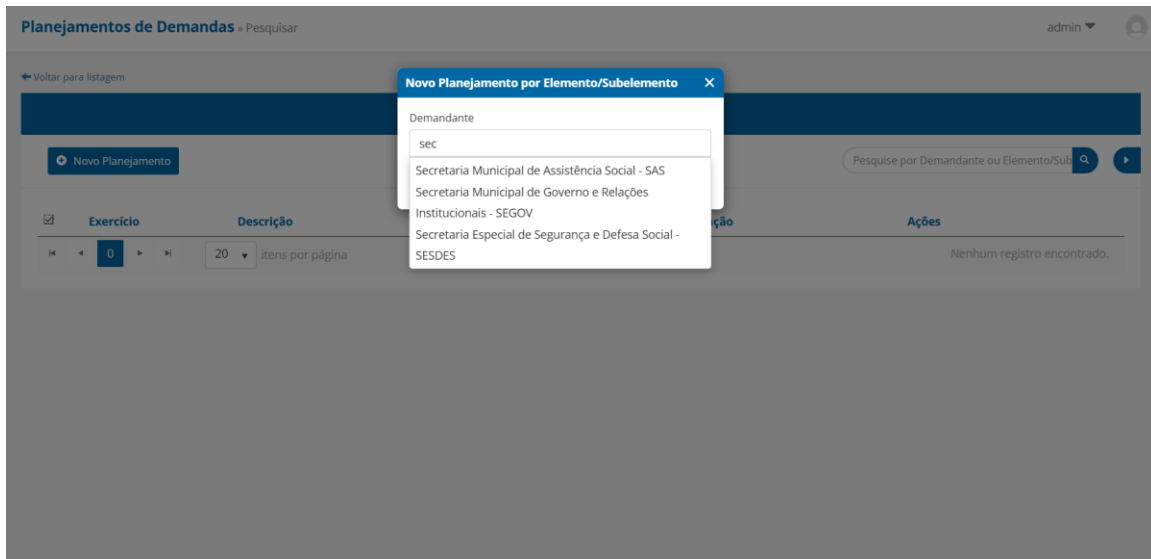 Planejamentos de Demandas » Pesquisar
admin
Voltar para listagem
Novo Planejamento por Elemento/Subelemento
Demandante
sec
Secretaria Municipal de Assistência Social - SAS
Secretaria Municipal de Governo e Relações
Institucionais - SEGOV
Secretaria Especial de Segurança e Defesa Social -
SESDES
Novo Planejamento
Pesquise por Demandante ou Elemento/Sub
Exercício Descrição Ações
0 20 itens por página Nenhum registro encontrado.